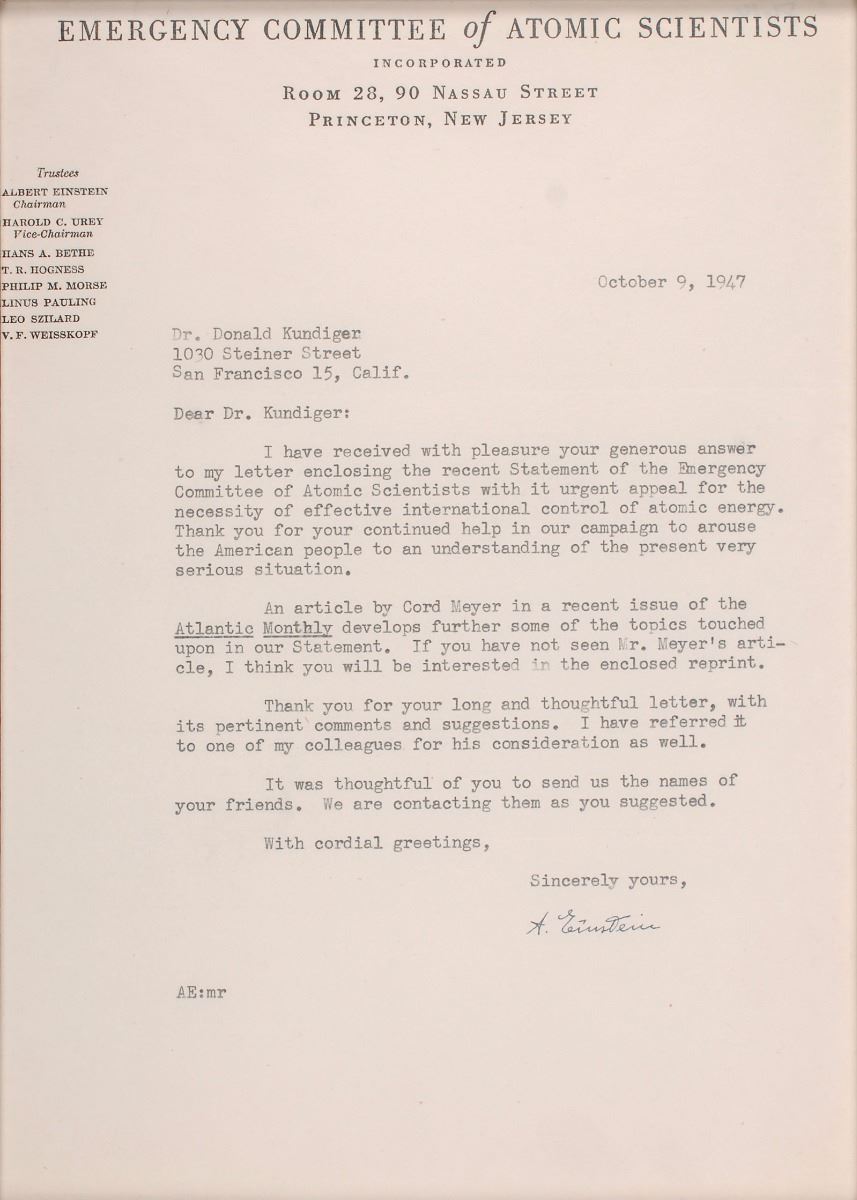 EMERGENCY COMMITTEE of ATOMIC SCIENTISTS
INCORPORATED
ROOM 28, 90 NASSAU STREET
PRINCETON, NEW JERSEY
Trustees
ALBERT EINSTEIN
Chairman
HAROLD C. UREY
Vice-Chairman
HANS A. BETHE
T. R. HOGNESS
PHILIP M. MORSE
LINUS PAULING
LEO SZILARD
V. F. WEISSKOPF
October 9, 1947
Dr. Donald Kundiger
1030 Steiner Street
San Francisco 15, Calif.
Dear Dr. Kundiger:
I have received with pleasure your generous answer
to my letter enclosing the recent Statement of the Emergency
Committee of Atomic Scientists with it urgent appeal for the
necessity of effective international control of atomic energy.
Thank you for your continued help in our campaign to arouse
the American people to an understanding of the present very
serious situation.
An article by Cord Meyer in a recent issue of the
Atlantic Monthly develops further some of the topics touched
upon in our Statement. If you have not seen Mr. Meyer's arti-
cle, I think you will be interested in the enclosed reprint.
Thank you for your long and thoughtful letter, with
its pertinent comments and suggestions. I have referred it
to one of my colleagues for his consideration as well.
It was thoughtful of you to send us the names of
your friends. We are contacting them as you suggested.
With cordial greetings,
Sincerely yours,
A. Einstein
AE:mr